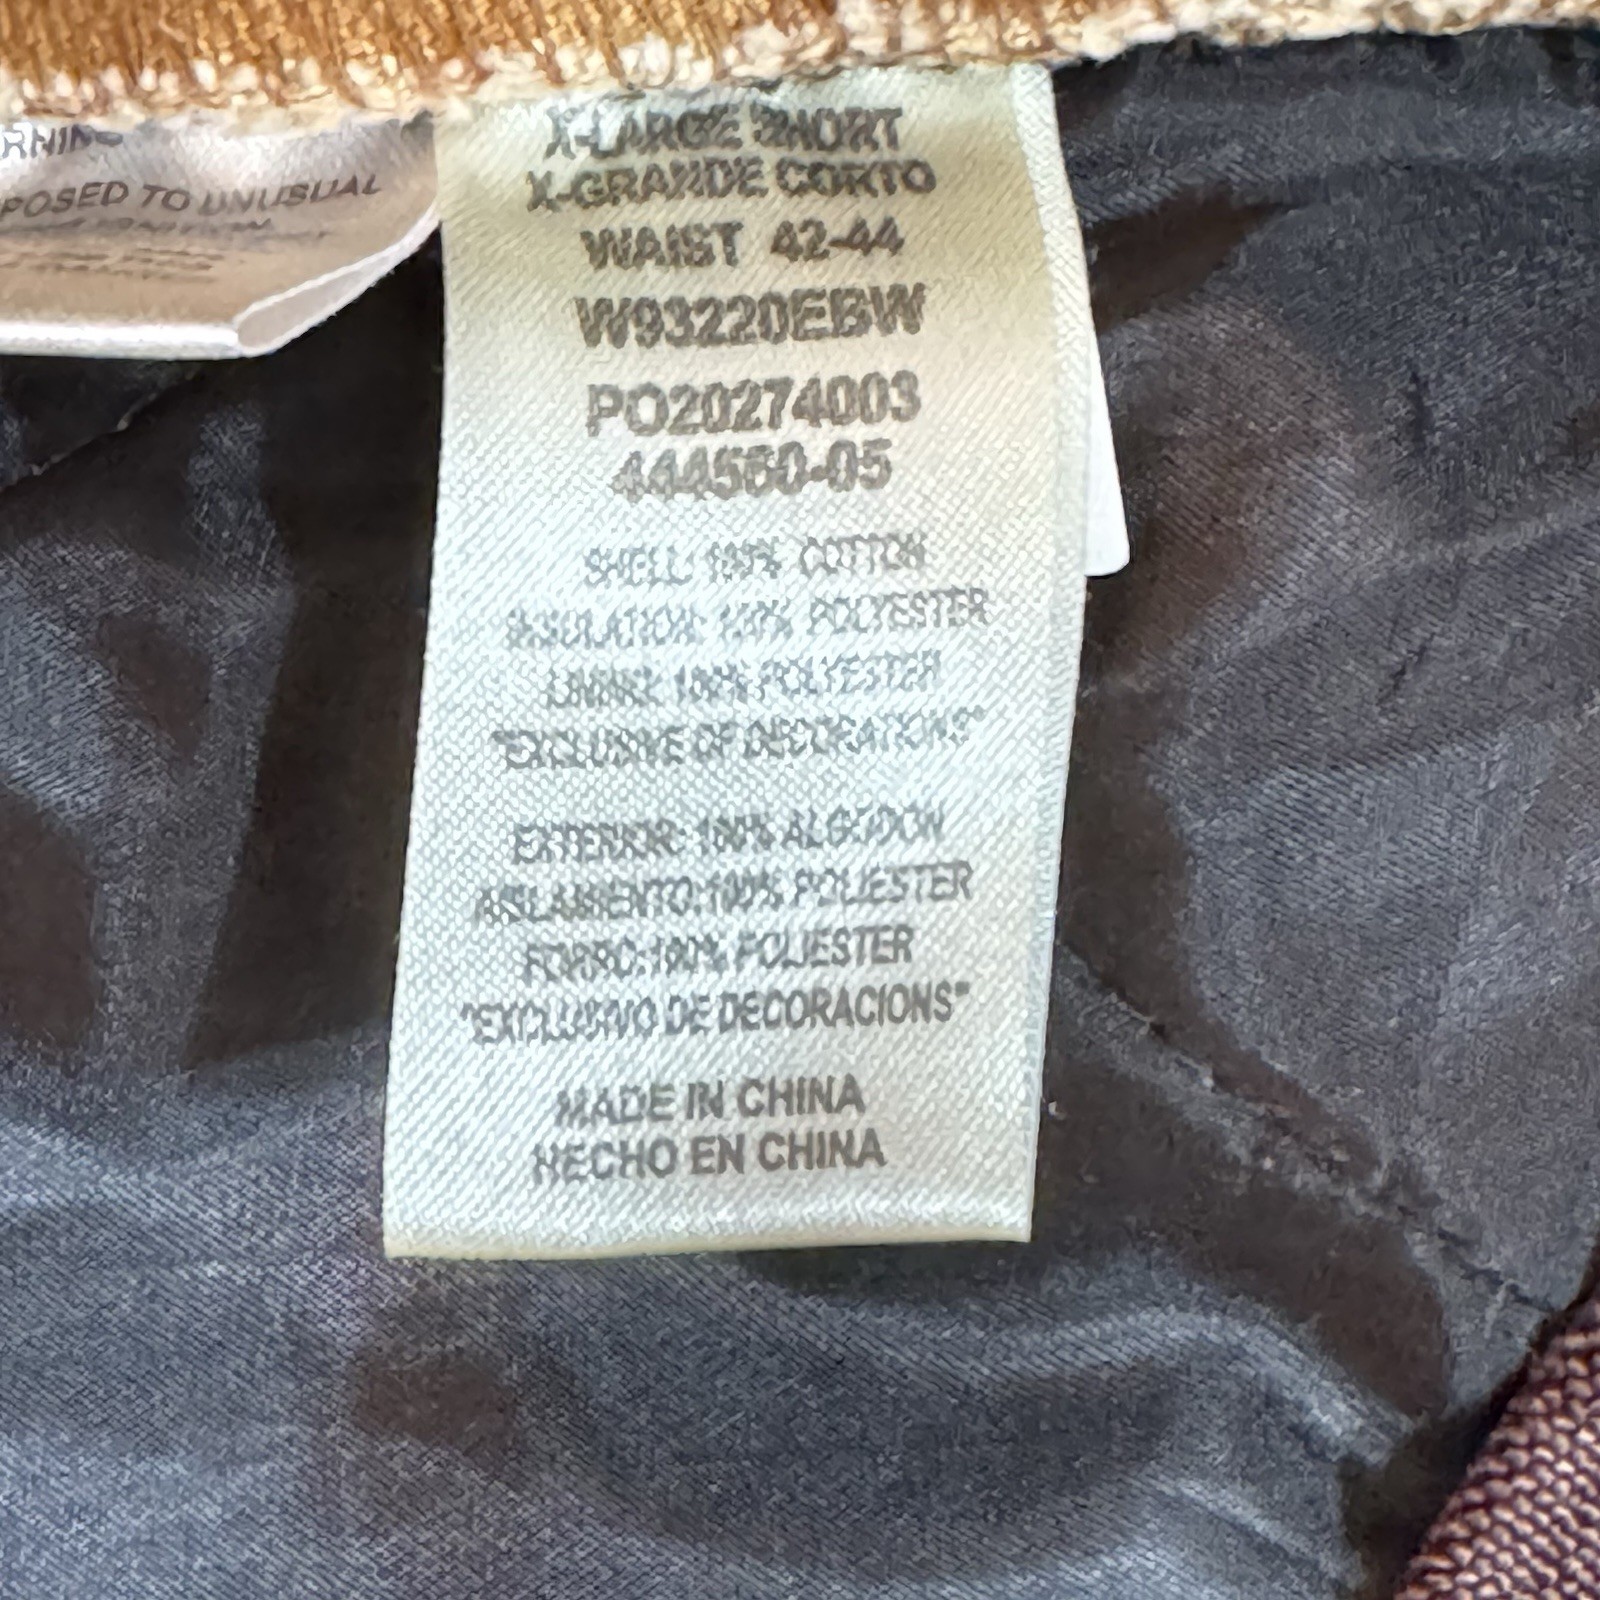 RNING
POSED TO UNUSUAL
X-LARGE SHORT
X-GRANDE CORTO
WAIST 42-44
W93220EBW
PO20274003
444560-05
SHELL: 100% COTTON
INSULATION: 100% POLYESTER
LINING: 100% POLYESTER
"EXCLUSIVE OF DECORATIONS"
EXTERIOR: 100% ALGODON
AISLAMIENTO:100% POLIESTER
FORRO:100% POLIESTER
"EXCLUSIVO DE DECORACIONS"
MADE IN CHINA
HECHO EN CHINA